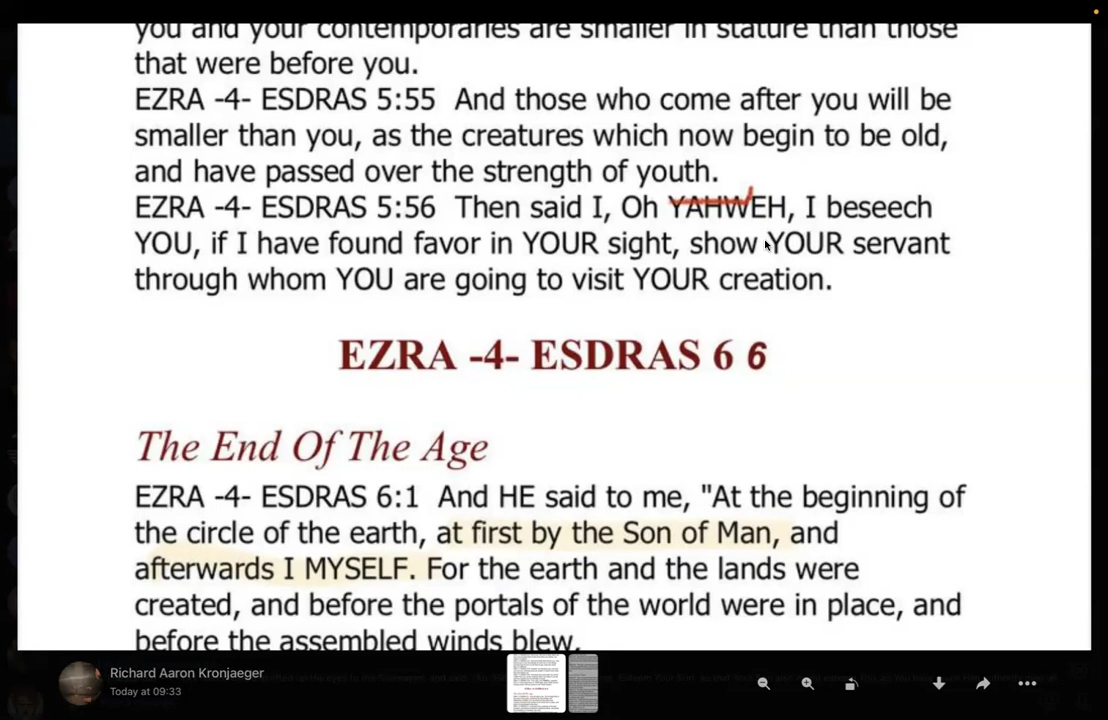 you and your contemporaries are smaller in stature than those
that were before you.
EZRA -4- ESDRAS 5:55 And those who come after you will be
smaller than you, as the creatures which now begin to be old,
and have passed over the strength of youth.
EZRA -4- ESDRAS 5:56 Then said I, Oh YAHWEH, I beseech
YOU, if I have found favor in YOUR sight, show YOUR servant
through whom YOU are going to visit YOUR creation.
EZRA -4- ESDRAS 6 6
The End Of The Age
EZRA -4- ESDRAS 6:1 And HE said to me, "At the beginning of
the circle of the earth, at first by the Son of Man, and
afterwards I MYSELF. For the earth and the lands were
created, and before the portals of the world were in place, and
before the assembled winds blew,
Richard Aaron Kronjaeger
Today at 09:33